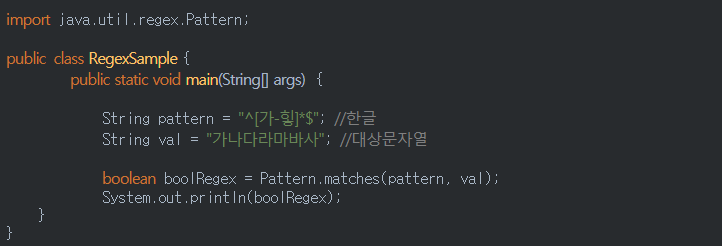 import java.util.regex.Pattern;
public class RegexSample {
public static void main(String[] args) {
String pattern = "^[가-힣]*$"; //한글
String val = "가나다라마바사"; //대상문자열
boolean boolRegex = Pattern.matches(pattern, val);
System.out.println(boolRegex);
}
}